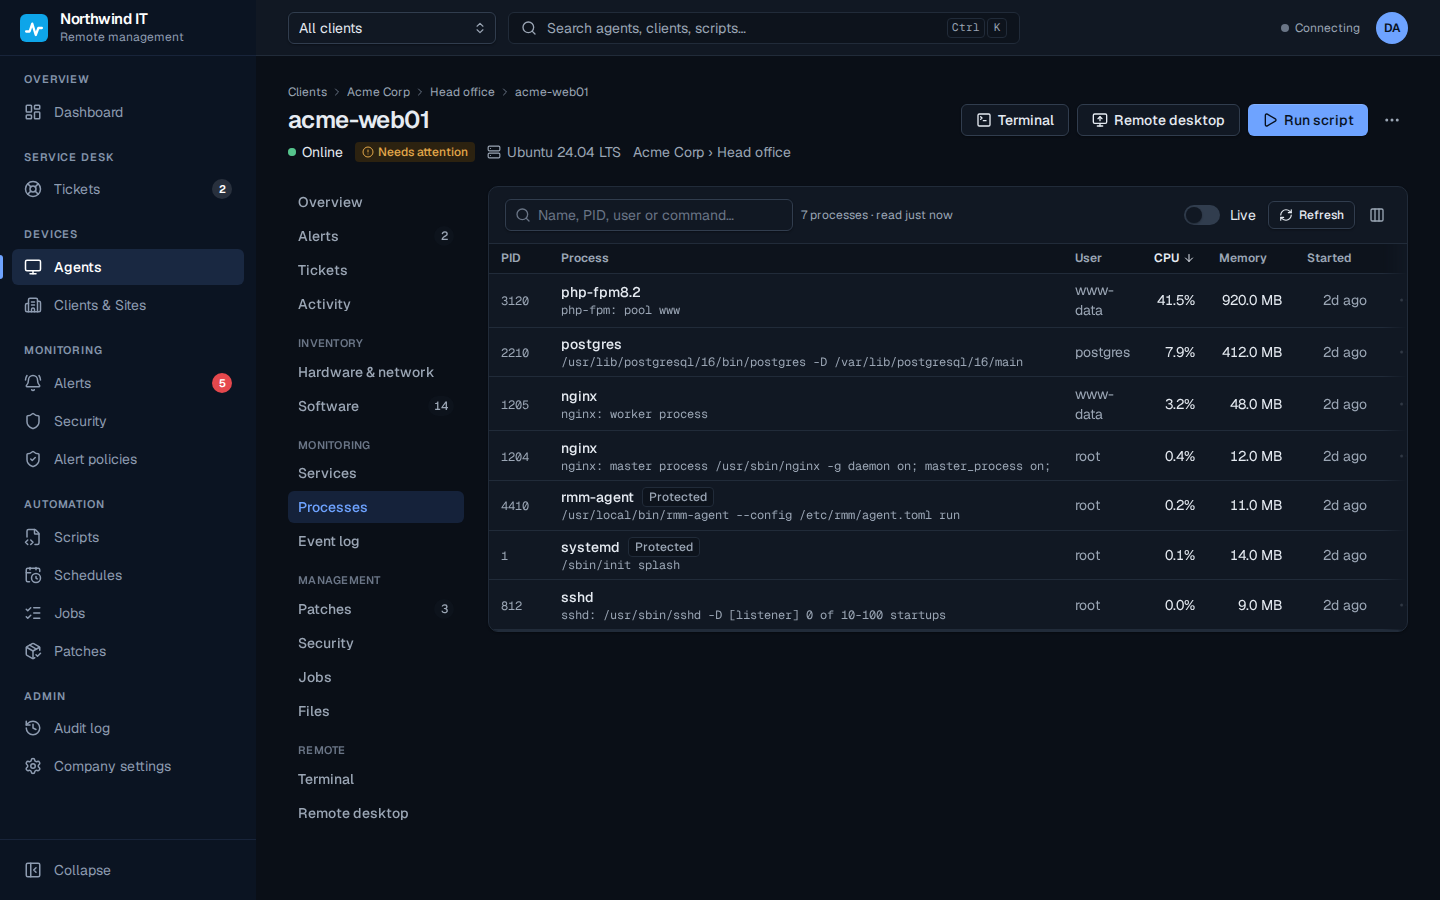 Northwind IT
Remote management
All clients
Search agents, clients, scripts...
Ctrl K
Connecting
DA
OVERVIEW
Dashboard
SERVICE DESK
Tickets 2
DEVICES
Agents
Clients & Sites
MONITORING
Alerts 5
Security
Alert policies
AUTOMATION
Scripts
Schedules
Jobs
Patches
ADMIN
Audit log
Company settings
Collapse
Clients > Acme Corp > Head office > acme-web01
acme-web01
Terminal
Remote desktop
Run script
Online Needs attention Ubuntu 24.04 LTS Acme Corp › Head office
Overview
Alerts 2
Tickets
Activity
INVENTORY
Hardware & network
Software 14
MONITORING
Services
Processes
Event log
MANAGEMENT
Patches 3
Security
Jobs
Files
REMOTE
Terminal
Remote desktop
Name, PID, user or command...
7 processes · read just now
Live
Refresh
PID Process User CPU ↓ Memory Started
3120 php-fpm8.2 www-data 41.5% 920.0 MB 2d ago
php-fpm: pool www
2210 postgres postgres 7.9% 412.0 MB 2d ago
/usr/lib/postgresql/16/bin/postgres -D /var/lib/postgresql/16/main
1205 nginx www-data 3.2% 48.0 MB 2d ago
nginx: worker process
1204 nginx root 0.4% 12.0 MB 2d ago
nginx: master process /usr/sbin/nginx -g daemon on; master_process on;
4410 rmm-agent Protected root 0.2% 11.0 MB 2d ago
/usr/local/bin/rmm-agent --config /etc/rmm/agent.toml run
1 systemd Protected root 0.1% 14.0 MB 2d ago
/sbin/init splash
812 sshd root 0.0% 9.0 MB 2d ago
sshd: /usr/sbin/sshd -D [listener] 0 of 10-100 startups